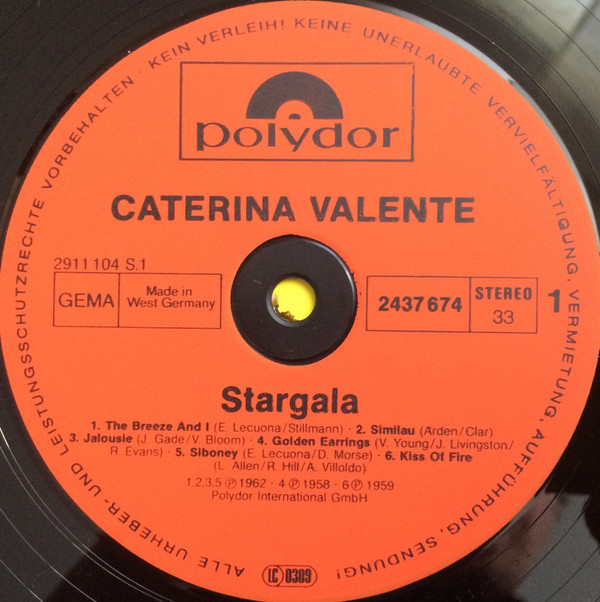 ALLE URHEBER- UND LEISTUNGSSCHUTZRECHTE VORBEHALTEN · KEIN VERLEIH! KEINE UNERLAUBTE VERVIELFÄLTIGUNG, VERMIETUNG, AUFFÜHRUNG, SENDUNG!
polydor
CATERINA VALENTE
2911 104 S.1
GEMA
Made in
West Germany
2437 674
STEREO
33
1
Stargala
1. The Breeze And I (E. Lecuona/Stillmann) · 2. Similau (Arden/Clar)
3. Jalousie (J. Gade/V. Bloom) · 4. Golden Earrings (V. Young/J. Livingston/
R. Evans) · 5. Siboney (E. Lecuona/D. Morse) · 6. Kiss Of Fire
(L. Allen/R. Hill/A. Villoldo)
1,2,3,5 ℗ 1962 · 4 ℗ 1958 · 6 ℗ 1959
Polydor International GmbH
LC 0309